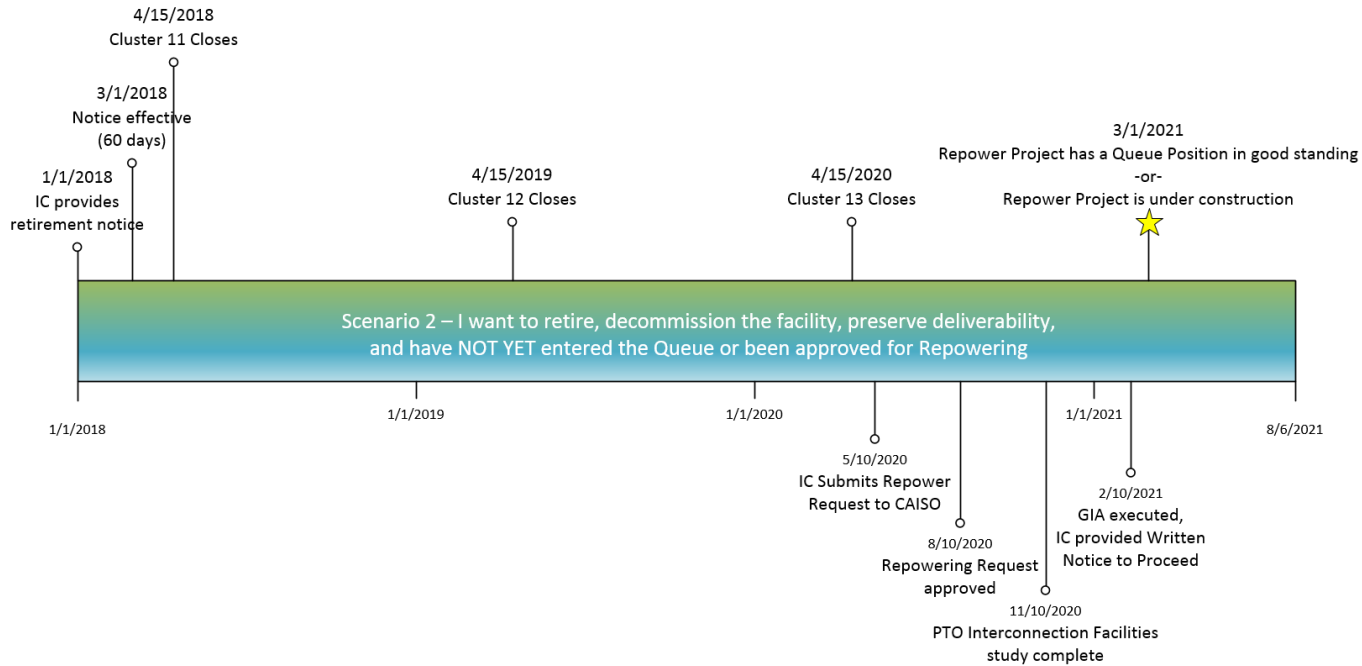 4/15/2018
Cluster 11 Closes
3/1/2018
Notice effective
(60 days)
1/1/2018
IC provides
retirement notice
4/15/2019
Cluster 12 Closes
4/15/2020
Cluster 13 Closes
3/1/2021
Repower Project has a Queue Position in good standing
-or-
Repower Project is under construction
Scenario 2 – I want to retire, decommission the facility, preserve deliverability,
and have NOT YET entered the Queue or been approved for Repowering
1/1/2018
1/1/2019
1/1/2020
1/1/2021
8/6/2021
5/10/2020
IC Submits Repower
Request to CAISO
8/10/2020
Repowering Request
approved
11/10/2020
PTO Interconnection Facilities
study complete
2/10/2021
GIA executed,
IC provided Written
Notice to Proceed